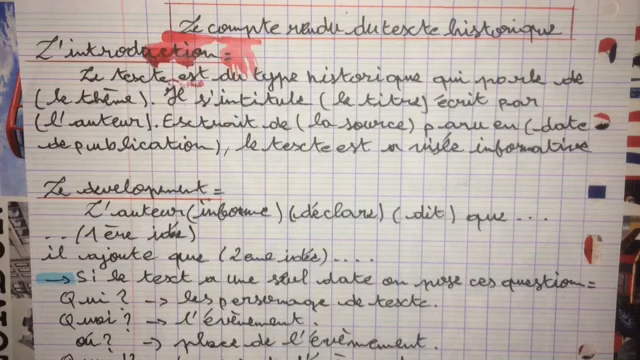 Le compte rendu du texte historique
L'introduction =
Le texte est du type historique qui parle de
(le thème). Il s'intitule (le titre) écrit par
(l'auteur). Extrait de (la source) paru en (date
de publication), le texte est a visée informative
Le development =
L'auteur (informe) (déclare) (dit) que ...
.. (1ère idée)
il ajoute que (2eme idée) ....
→ Si le text a une seul date on pose ces question =
Qui ? → les personage de texte.
Quoi ? → l'évènement.
où ? → place de l'évènement.